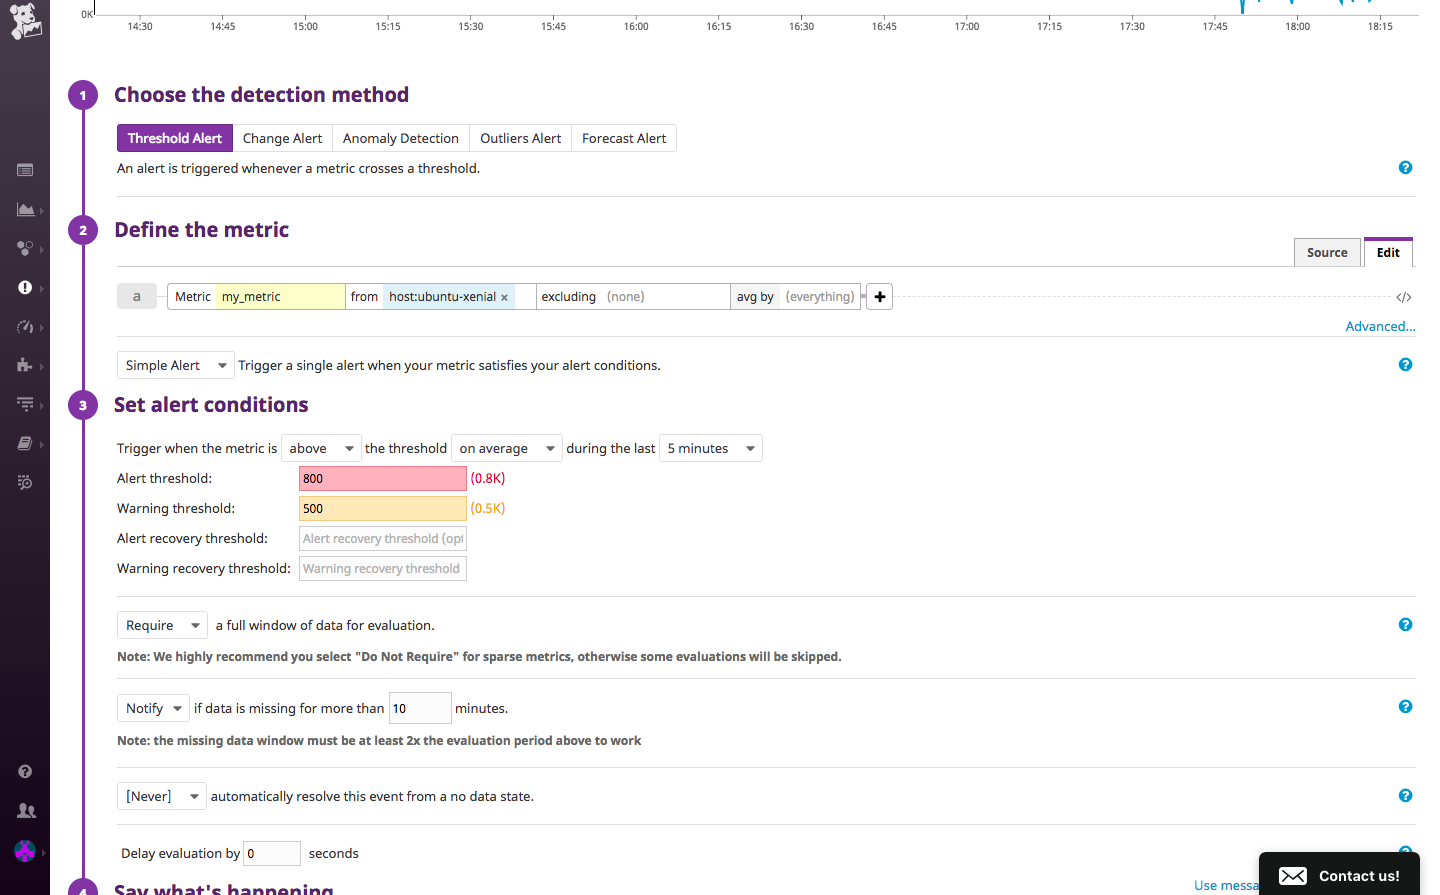 0K
14:30 14:45 15:00 15:15 15:30 15:45 16:00 16:15 16:30 16:45 17:00 17:15 17:30 17:45 18:00 18:15
1 Choose the detection method
Threshold Alert Change Alert Anomaly Detection Outliers Alert Forecast Alert
An alert is triggered whenever a metric crosses a threshold. ?
2 Define the metric
Source Edit
a Metric my_metric from host:ubuntu-xenial × excluding (none) avg by (everything) + </>
Advanced...
Simple Alert Trigger a single alert when your metric satisfies your alert conditions. ?
3 Set alert conditions
Trigger when the metric is above the threshold on average during the last 5 minutes
Alert threshold: 800 (0.8K)
Warning threshold: 500 (0.5K)
Alert recovery threshold: Alert recovery threshold (opt
Warning recovery threshold: Warning recovery threshold
Require a full window of data for evaluation. ?
Note: We highly recommend you select "Do Not Require" for sparse metrics, otherwise some evaluations will be skipped.
Notify if data is missing for more than 10 minutes. ?
Note: the missing data window must be at least 2x the evaluation period above to work
[Never] automatically resolve this event from a no data state. ?
Delay evaluation by 0 seconds ?
4 Say what's happening
Use messa
Contact us!